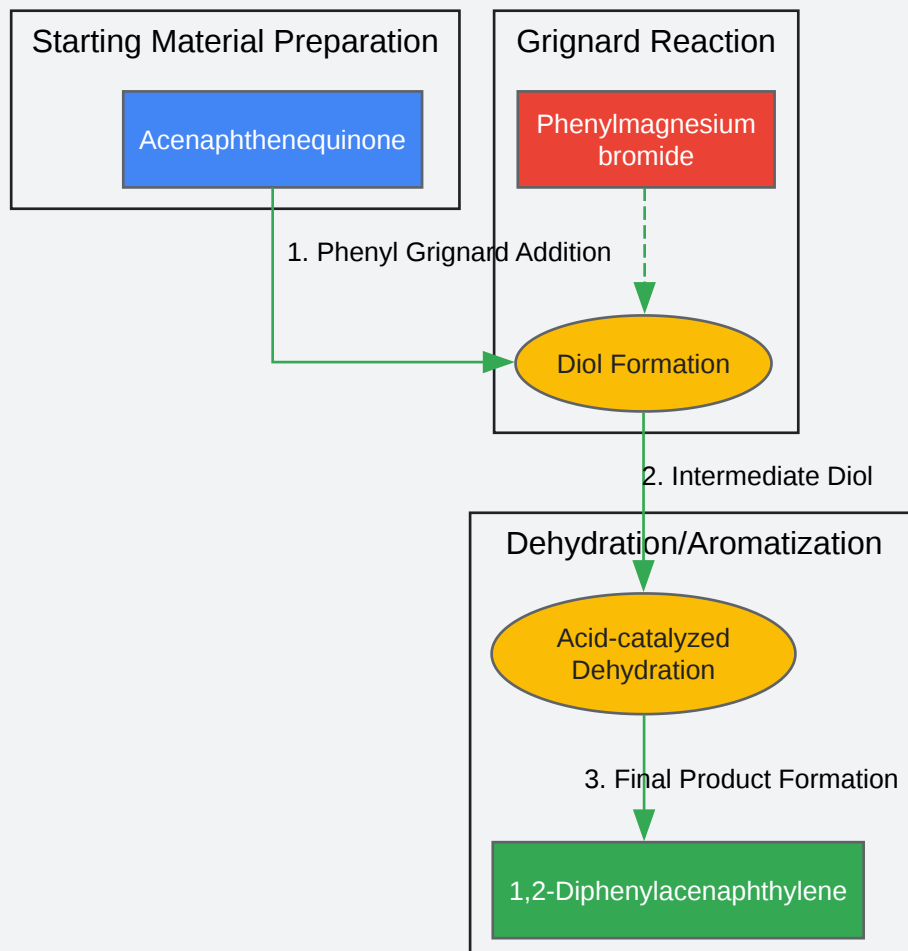 Starting Material Preparation
Grignard Reaction
Acenaphthenequinone
Phenylmagnesium
bromide
1. Phenyl Grignard Addition
Diol Formation
2. Intermediate Diol
Dehydration/Aromatization
Acid-catalyzed
Dehydration
3. Final Product Formation
1,2-Diphenylacenaphthylene